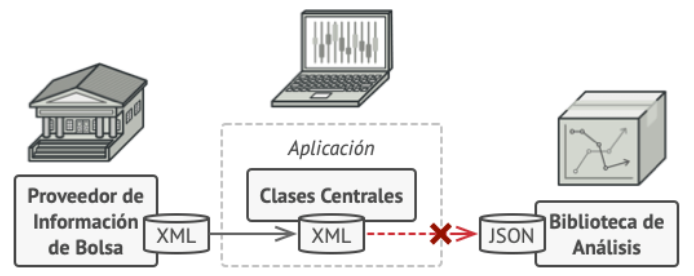 Aplicación
Proveedor de
Información
de Bolsa
XML
Clases Centrales
XML
JSON
Biblioteca de
Análisis